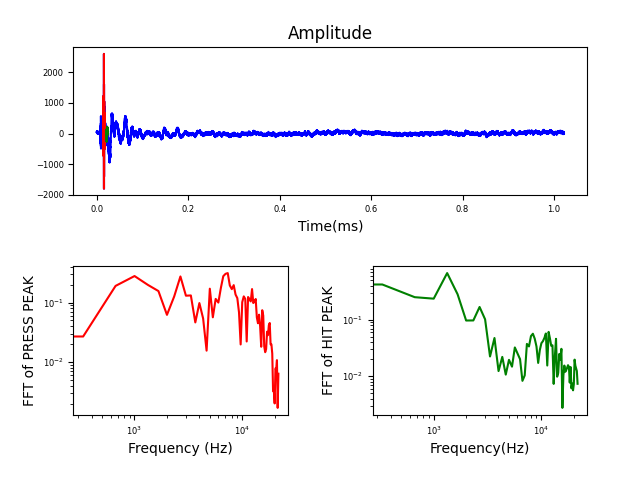 Amplitude
2000
1000
0
−1000
−2000
0.0 0.2 0.4 0.6 0.8 1.0
Time(ms)
FFT of PRESS PEAK
10⁻¹
10⁻²
10³ 10⁴
Frequency (Hz)
FFT of HIT PEAK
10⁻¹
10⁻²
10³ 10⁴
Frequency(Hz)